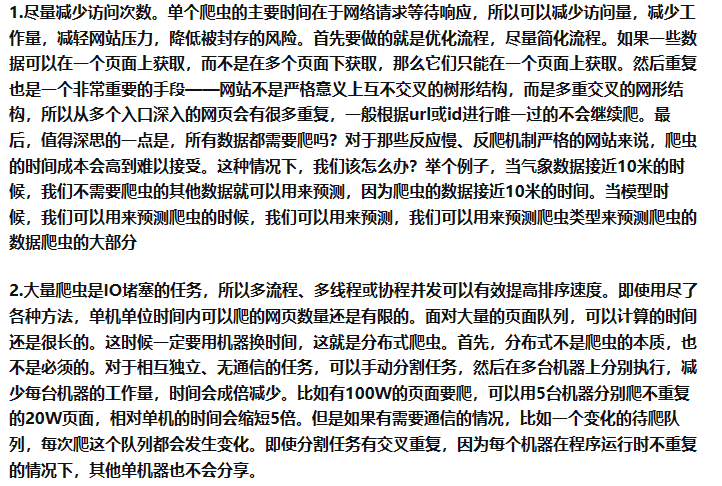 1.尽量减少访问次数。单个爬虫的主要时间在于网络请求等待响应，所以可以减少访问量，减少工
作量，减轻网站压力，降低被封存的风险。首先要做的就是优化流程，尽量简化流程。如果一些数
据可以在一个页面上获取，而不是在多个页面下获取，那么它们只能在一个页面上获取。然后重复
也是一个非常重要的手段——网站不是严格意义上互不交叉的树形结构，而是多重交叉的网形结
构，所以从多个入口深入的网页会有很多重复，一般根据url或id进行唯一过的不会继续爬。最
后，值得深思的一点是，所有数据都需要爬吗？对于那些反应慢、反爬机制严格的网站来说，爬虫
的时间成本会高到难以接受。这种情况下，我们该怎么办？举个例子，当气象数据接近10米的时
候，我们不需要爬虫的其他数据就可以用来预测，因为爬虫的数据接近10米的时间。当模型时
候，我们可以用来预测爬虫的时候，我们可以用来预测，我们可以用来预测爬虫类型来预测爬虫的
数据爬虫的大部分
2.大量爬虫是IO堵塞的任务，所以多流程、多线程或协程并发可以有效提高排序速度。即使用尽了
各种方法，单机单位时间内可以爬的网页数量还是有限的。面对大量的页面队列，可以计算的时间
还是很长的。这时候一定要用机器换时间，这就是分布式爬虫。首先，分布式不是爬虫的本质，也
不是必须的。对于相互独立、无通信的任务，可以手动分割任务，然后在多台机器上分别执行，减
少每台机器的工作量，时间会成倍减少。比如有100W的页面要爬，可以用5台机器分别爬不重复
的20W页面，相对单机的时间会缩短5倍。但是如果有需要通信的情况，比如一个变化的待爬队
列，每次爬这个队列都会发生变化。即使分割任务有交叉重复，因为每个机器在程序运行时不重复
的情况下，其他单机器也不会分享。